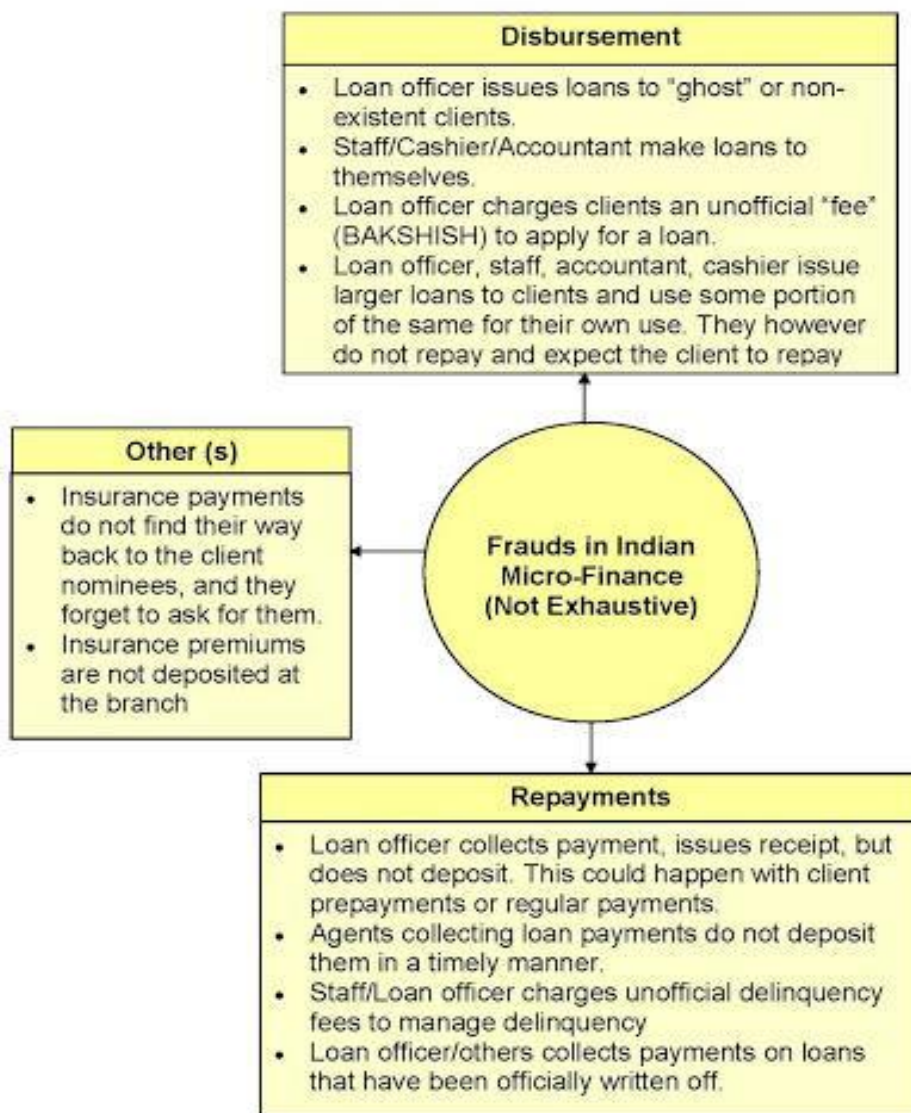 Disbursement
• Loan officer issues loans to "ghost" or non-
existent clients.
• Staff/Cashier/Accountant make loans to
themselves.
• Loan officer charges clients an unofficial "fee"
(BAKSHISH) to apply for a loan.
• Loan officer, staff, accountant, cashier issue
larger loans to clients and use some portion
of the same for their own use. They however
do not repay and expect the client to repay
Other (s)
• Insurance payments
do not find their way
back to the client
nominees, and they
forget to ask for them.
• Insurance premiums
are not deposited at
the branch
Frauds in Indian
Micro-Finance
(Not Exhaustive)
Repayments
• Loan officer collects payment, issues receipt, but
does not deposit. This could happen with client
prepayments or regular payments.
• Agents collecting loan payments do not deposit
them in a timely manner.
• Staff/Loan officer charges unofficial delinquency
fees to manage delinquency
• Loan officer/others collects payments on loans
that have been officially written off.